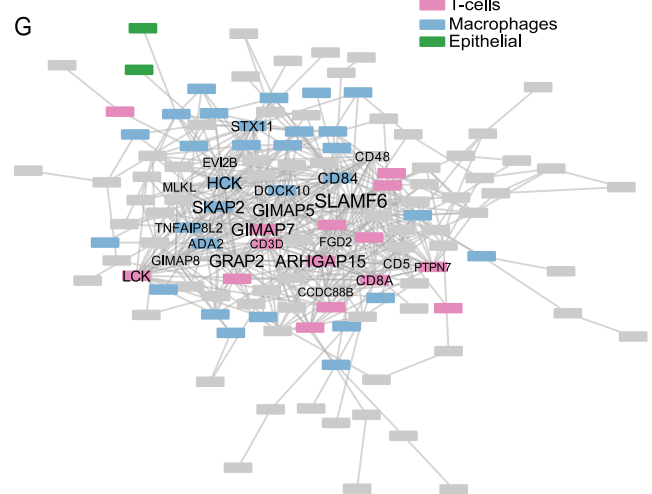 G
T-cells
Macrophages
Epithelial
STX11
EVI2B
CD48
MLKL
HCK
DOCK10
CD84
SKAP2
GIMAP5
SLAMF6
TNFAIP8L2
GIMAP7
ADA2
CD3D
FGD2
GIMAP8
GRAP2
ARHGAP15
CD5
PTPN7
LCK
CD8A
CCDC88B